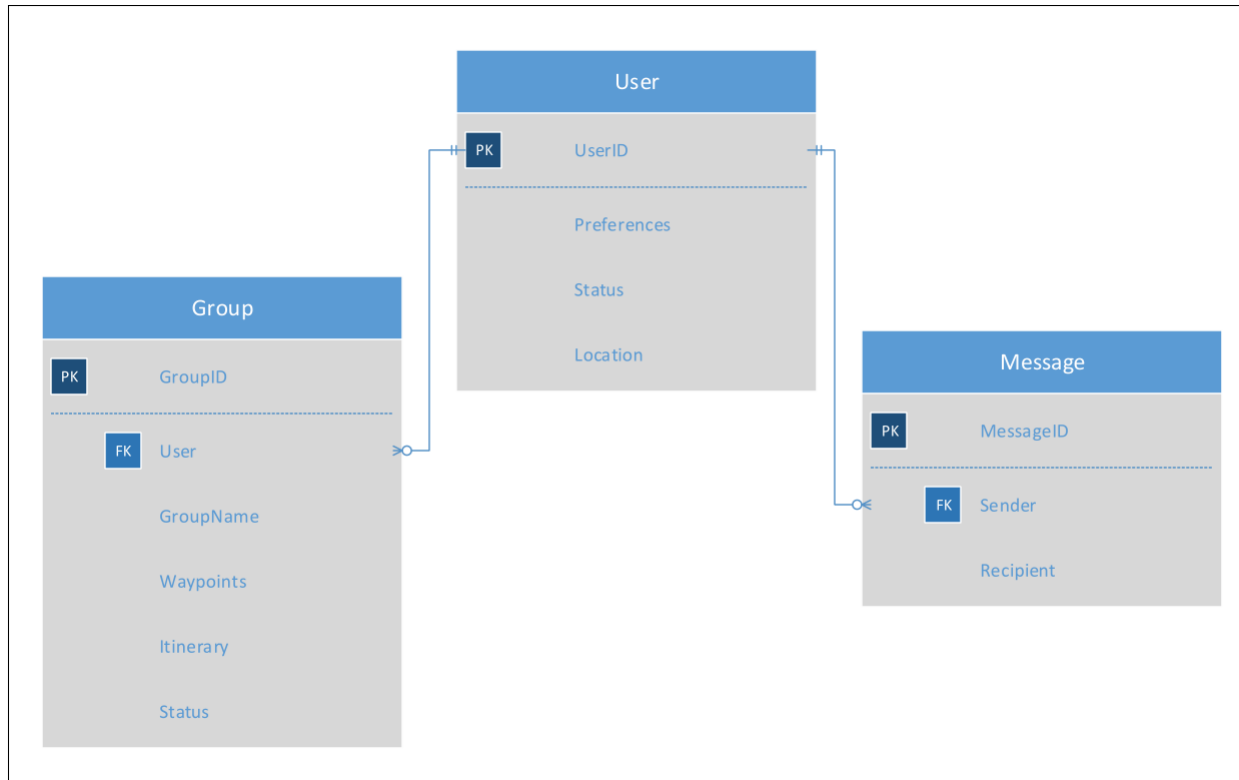 User
PK UserID
Preferences
Status
Location
Group
PK GroupID
FK User
GroupName
Waypoints
Itinerary
Status
Message
PK MessageID
FK Sender
Recipient